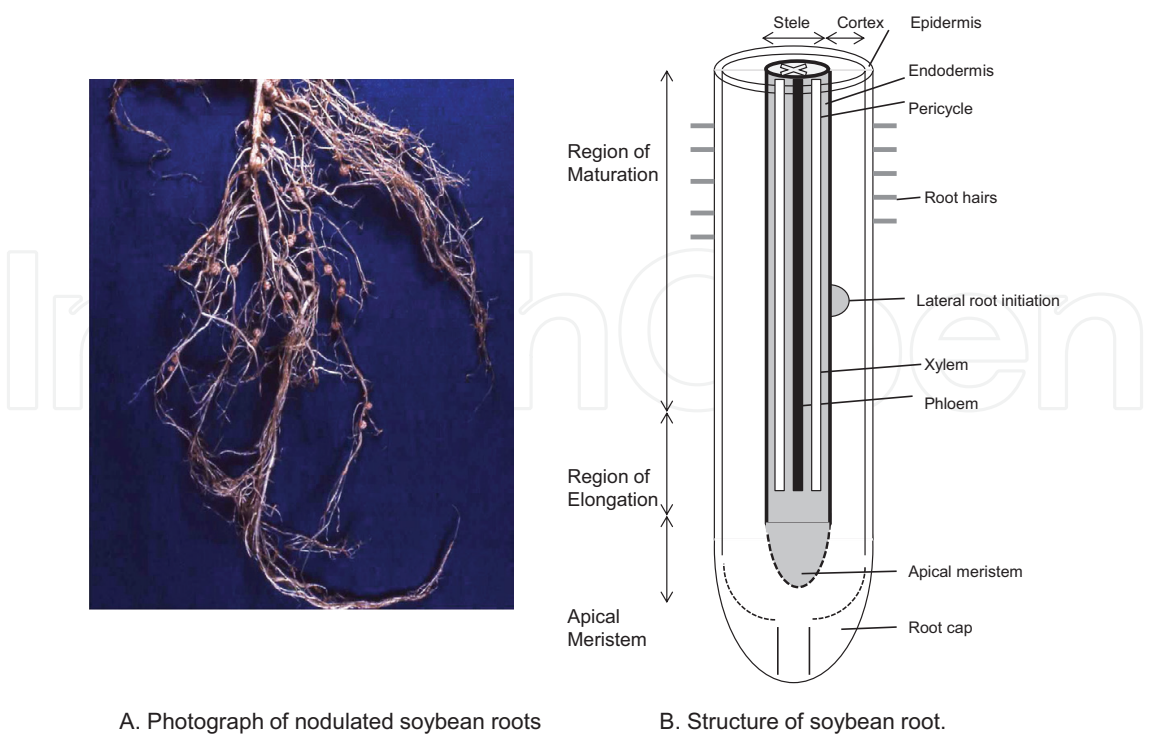 Stele
Cortex
Epidermis
Endodermis
Pericycle
Region of
Maturation
Root hairs
Lateral root initiation
Xylem
Phloem
Region of
Elongation
Apical meristem
Apical
Meristem
Root cap
A. Photograph of nodulated soybean roots
B. Structure of soybean root.